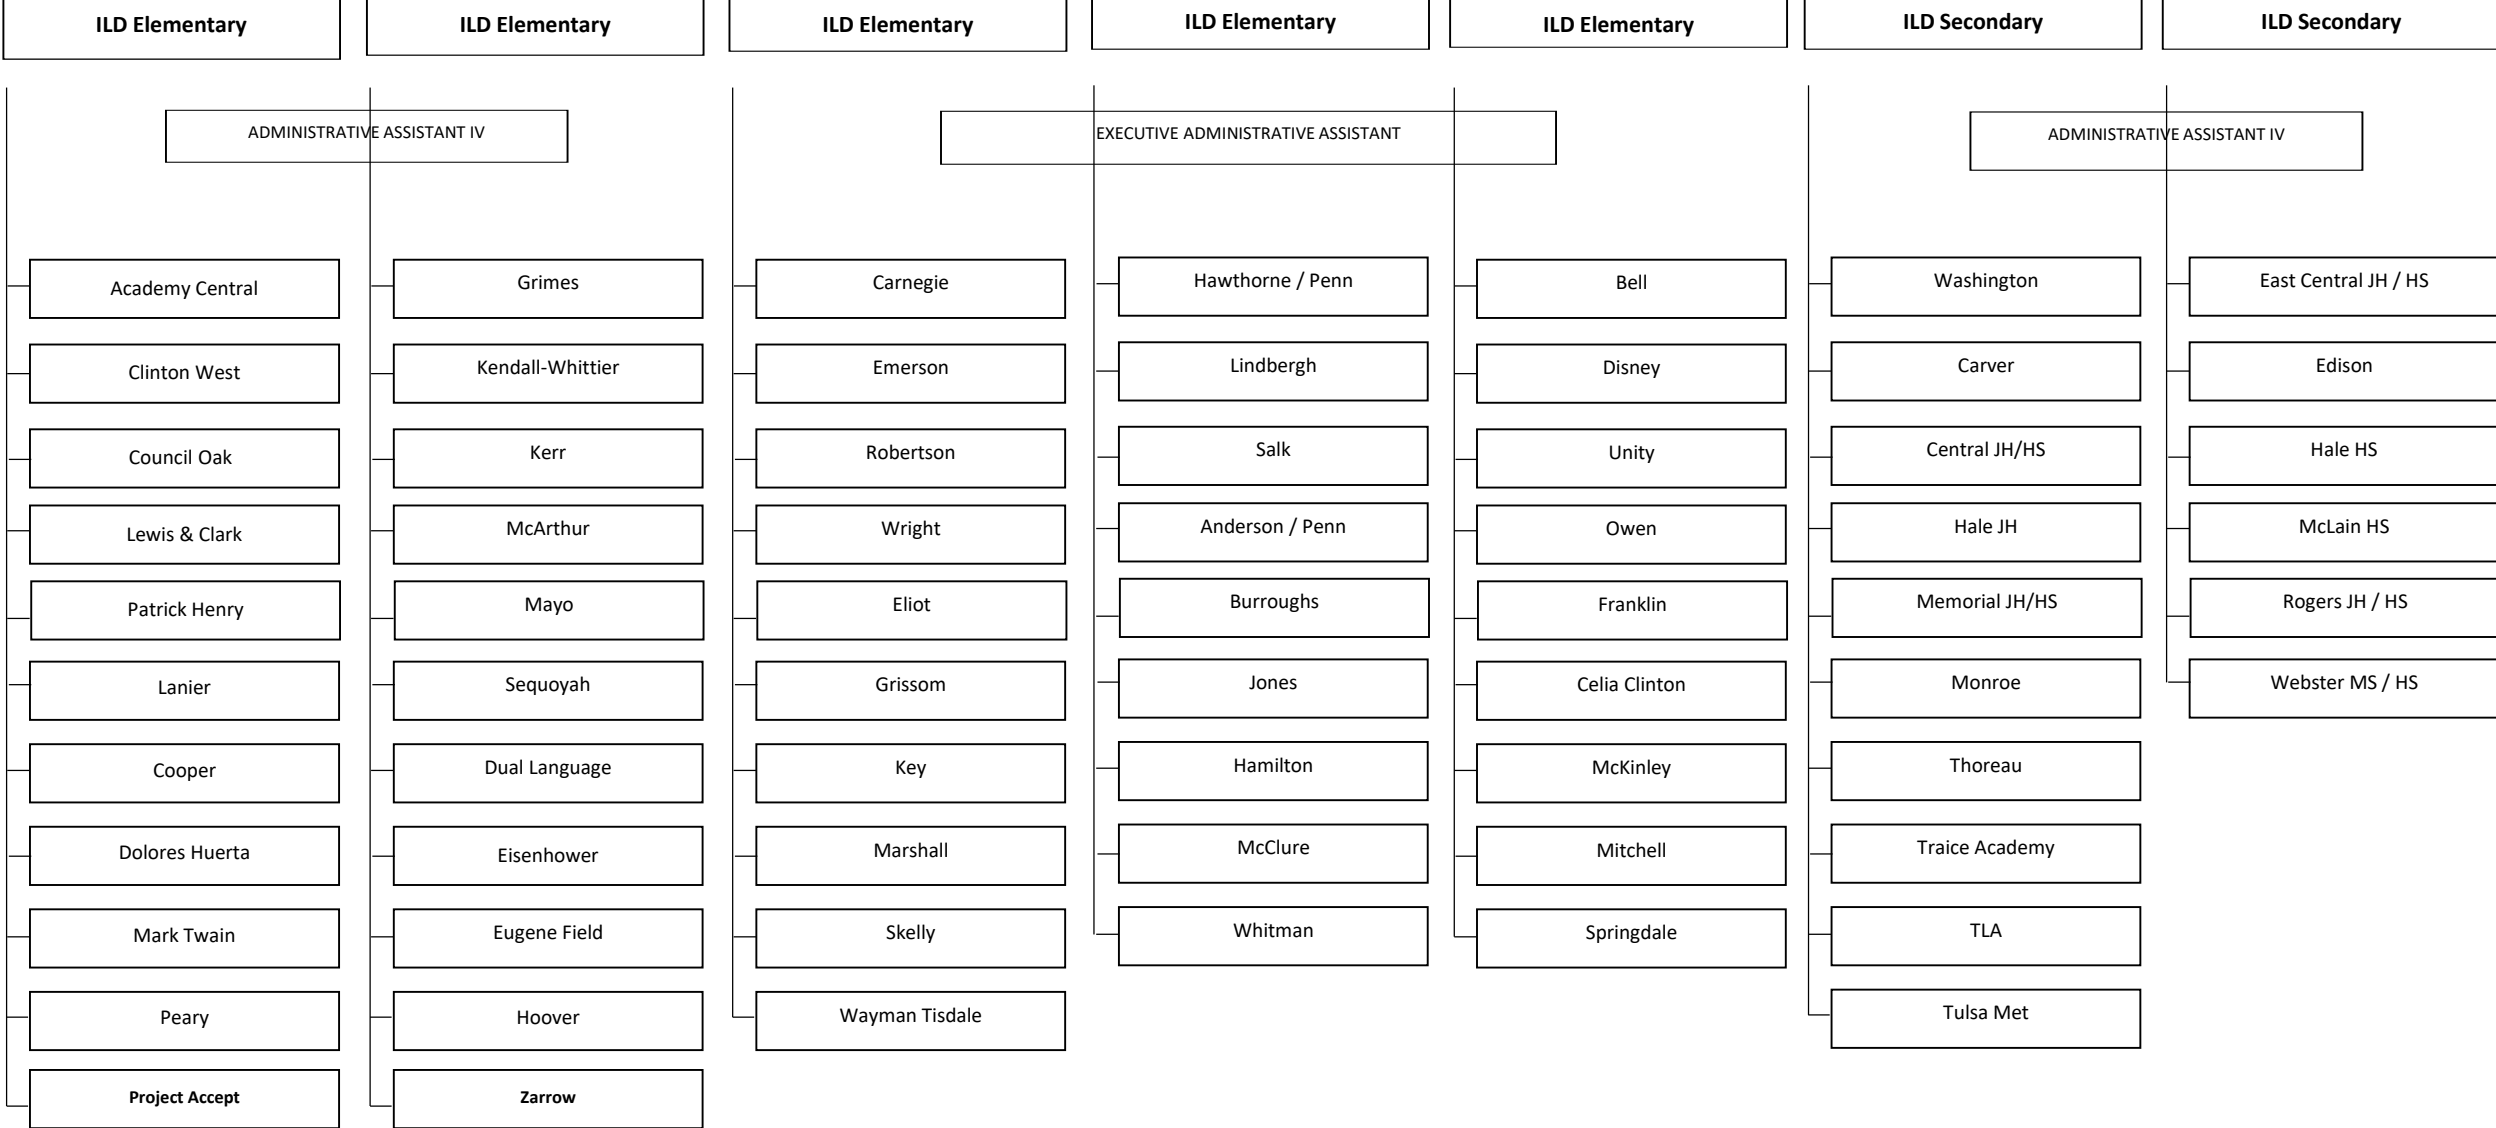 ILD Elementary
ILD Elementary
ILD Elementary
ILD Elementary
ILD Elementary
ILD Secondary
ILD Secondary
ADMINISTRATIVE ASSISTANT IV
EXECUTIVE ADMINISTRATIVE ASSISTANT
ADMINISTRATIVE ASSISTANT IV
Academy Central
Clinton West
Council Oak
Lewis & Clark
Patrick Henry
Lanier
Cooper
Dolores Huerta
Mark Twain
Peary
Project Accept
Grimes
Kendall-Whittier
Kerr
McArthur
Mayo
Sequoyah
Dual Language
Eisenhower
Eugene Field
Hoover
Zarrow
Carnegie
Emerson
Robertson
Wright
Eliot
Grissom
Key
Marshall
Skelly
Wayman Tisdale
Hawthorne / Penn
Lindbergh
Salk
Anderson / Penn
Burroughs
Jones
Hamilton
McClure
Whitman
Bell
Disney
Unity
Owen
Franklin
Celia Clinton
McKinley
Mitchell
Springdale
Washington
Carver
Central JH/HS
Hale JH
Memorial JH/HS
Monroe
Thoreau
Traice Academy
TLA
Tulsa Met
East Central JH / HS
Edison
Hale HS
McLain HS
Rogers JH / HS
Webster MS / HS